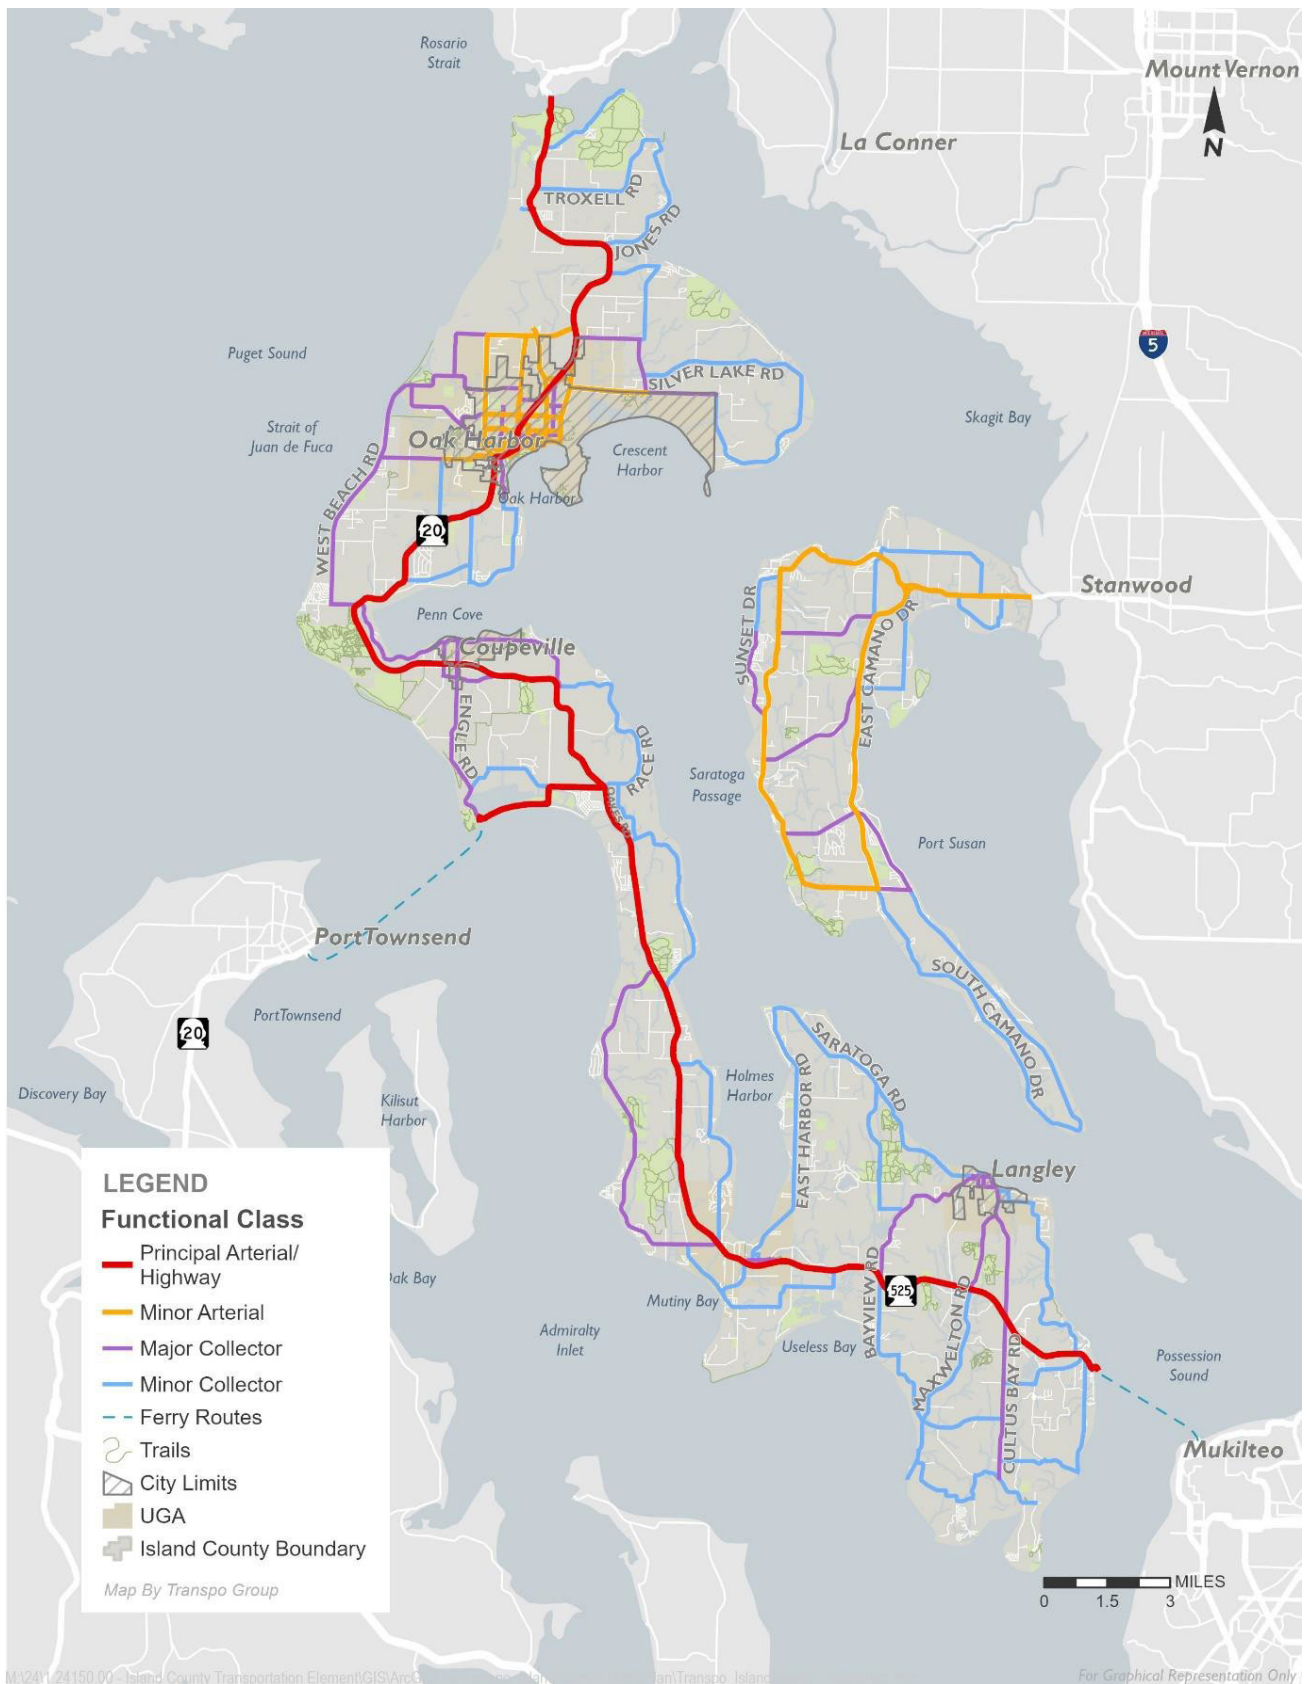 Rosario
Strait
Mount Vernon
N
La Conner
TROXELL RD
JONES RD
5
Puget Sound
SILVER LAKE RD
Strait of
Juan de Fuca
Oak Harbor
Crescent
Harbor
Skagit Bay
Oak Harbor
WEST BEACH RD
20
Stanwood
Penn Cove
Coupeville
SUNSET DR
EAST CAMANO DR
ENGLE RD
RACE RD
Saratoga
Passage
Port Susan
PortTownsend
SOUTH CAMANO DR
PortTownsend
20
SARATOGA RD
Holmes
Harbor
EAST HARBOR RD
Discovery Bay
Kilisut
Harbor
Langley
LEGEND
Functional Class
Principal Arterial/
Highway
Minor Arterial
Major Collector
Minor Collector
Ferry Routes
Trails
City Limits
UGA
Island County Boundary
Map By Transpo Group
Oak Bay
Mutiny Bay
Admiralty
Inlet
Useless Bay
BAYVIEW RD
525
MAXWELTON RD
CULTUS BAY RD
Possession
Sound
Mukilteo
MILES
0 1.5 3
For Graphical Representation Only